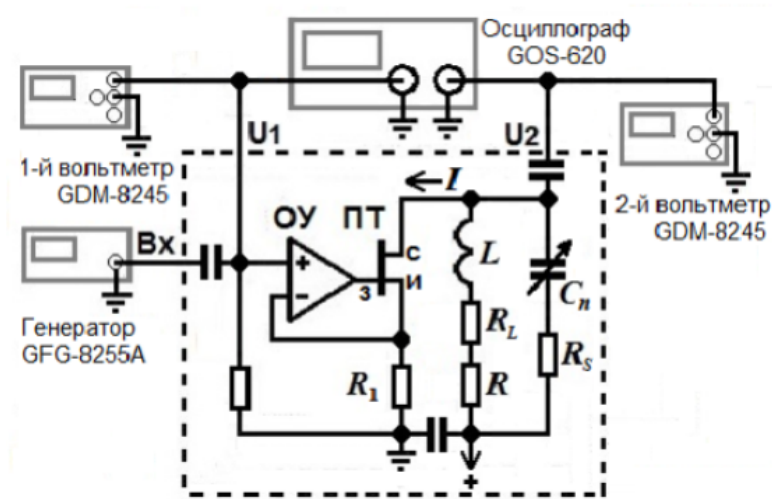 Осциллограф
GOS-620
U1
U2
1-й вольтметр
GDM-8245
2-й вольтметр
GDM-8245
I
ОУ ПТ
Вх
+
-
с
и
з
L
Cп
RL
R
RS
R1
Генератор
GFG-8255A
+